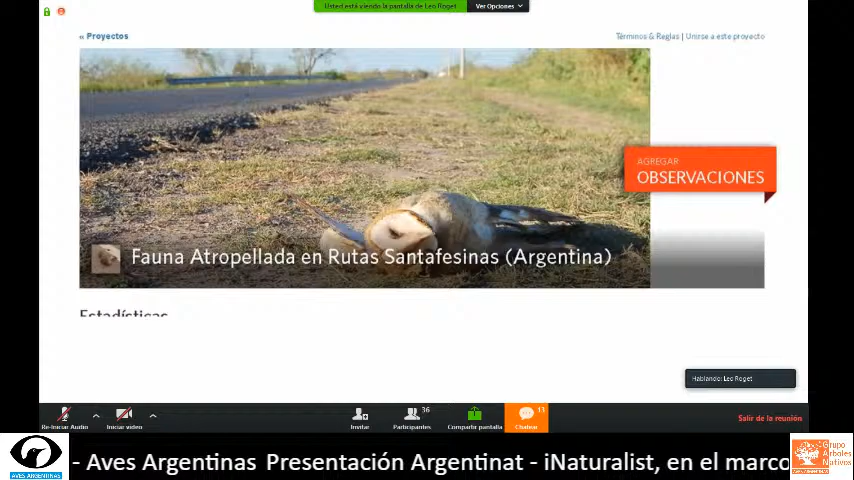 Usted está viendo la pantalla de Leo Roget
Ver Opciones
« Proyectos
Términos & Reglas | Unirse a este proyecto
AGREGAR
OBSERVACIONES
Fauna Atropellada en Rutas Santafesinas (Argentina)
Estadísticas
Hablando: Leo Roget
36
13
Re-Iniciar Audio
Iniciar video
Invitar
Participantes
Compartir pantalla
Chatear
Salir de la reunión
- Aves Argentinas Presentación Argentinat - iNaturalist, en el marco
AVES ARGENTINAS
Grupo
Árboles
Nativos